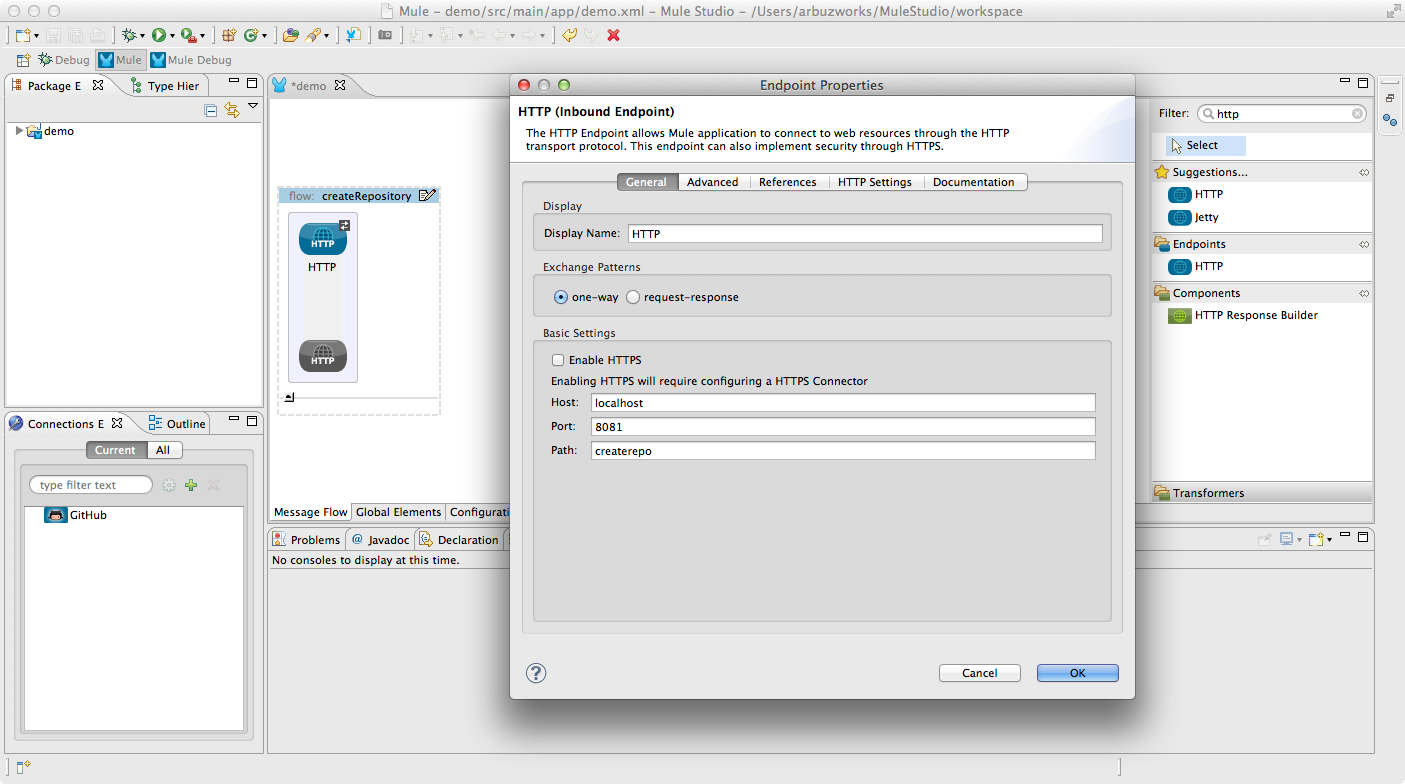 Mule – demo/src/main/app/demo.xml – Mule Studio – /Users/arbuzworks/MuleStudio/workspace
Debug Mule Mule Debug
Package E Type Hier
demo
*demo
flow: createRepository
HTTP
HTTP
HTTP
Message Flow Global Elements Configurati
Connections E Outline
Current All
type filter text
GitHub
Problems @ Javadoc Declaration
No consoles to display at this time.
Endpoint Properties
HTTP (Inbound Endpoint)
The HTTP Endpoint allows Mule application to connect to web resources through the HTTP
transport protocol. This endpoint can also implement security through HTTPS.
General Advanced References HTTP Settings Documentation
Display
Display Name: HTTP
Exchange Patterns
one-way request-response
Basic Settings
Enable HTTPS
Enabling HTTPS will require configuring a HTTPS Connector
Host: localhost
Port: 8081
Path: createrepo
? Cancel OK
Filter: http
Select
Suggestions...
HTTP
Jetty
Endpoints
HTTP
Components
HTTP Response Builder
Transformers